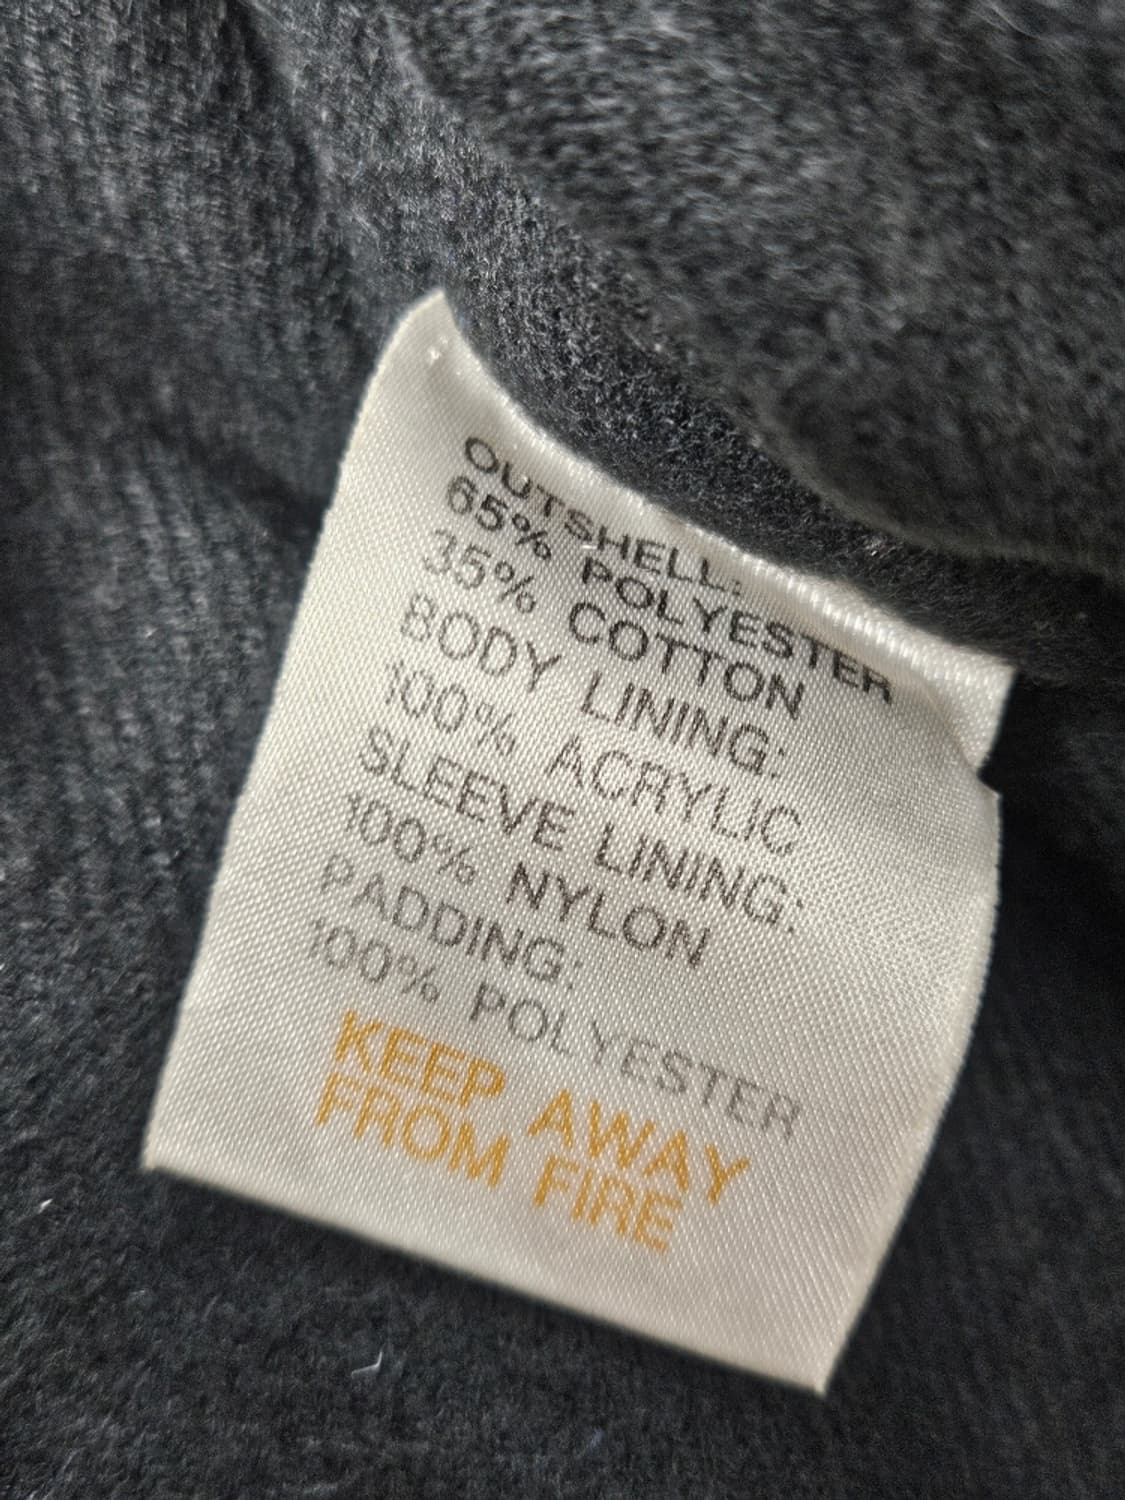 OUTSHELL:
65% POLYESTER
35% COTTON
BODY LINING:
100% ACRYLIC
SLEEVE LINING:
100% NYLON
PADDING:
100% POLYESTER
KEEP AWAY
FROM FIRE